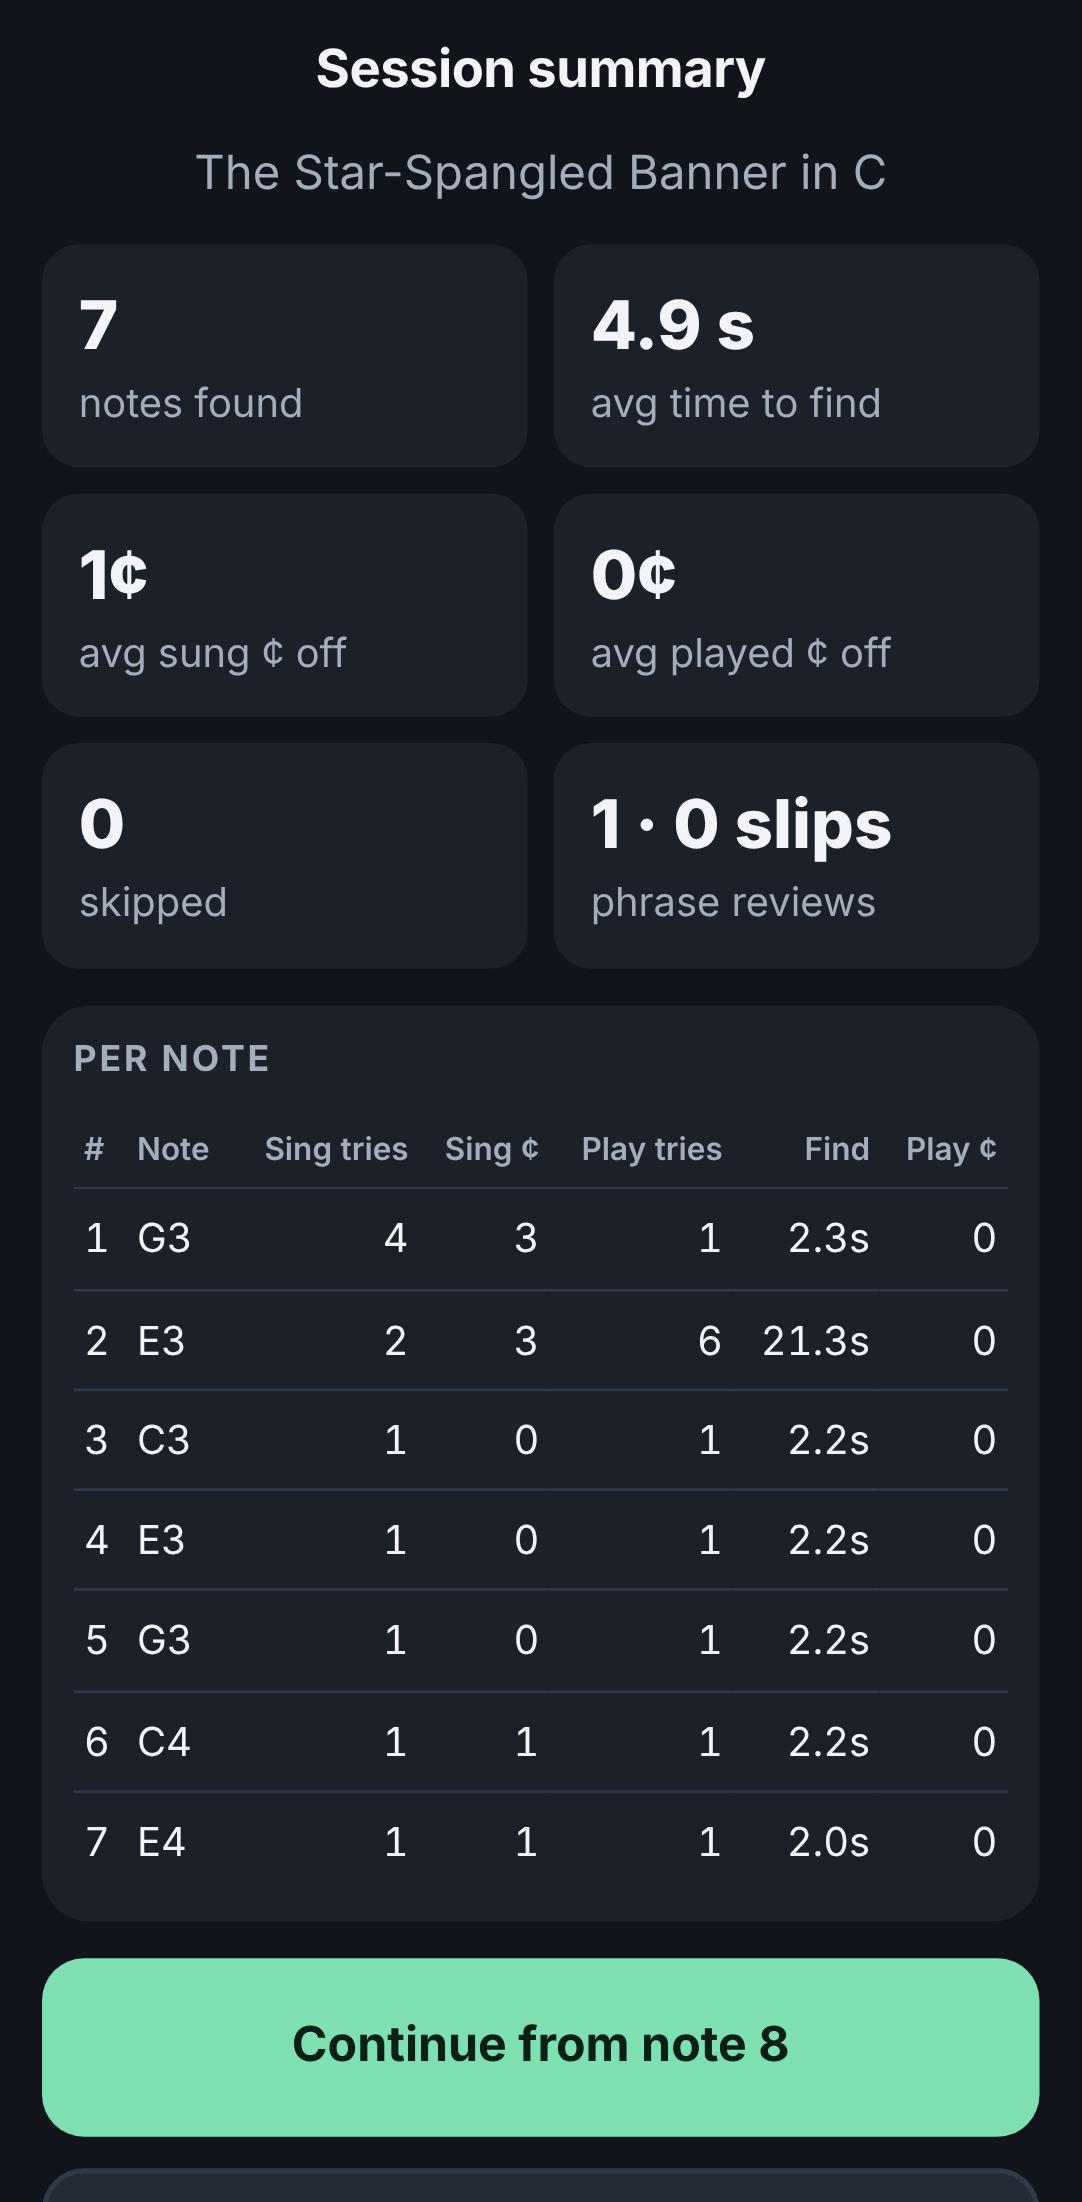 Session summary
The Star-Spangled Banner in C
7
notes found
4.9 s
avg time to find
1¢
avg sung ¢ off
0¢
avg played ¢ off
0
skipped
1 · 0 slips
phrase reviews
PER NOTE
# Note Sing tries Sing ¢ Play tries Find Play ¢
1 G3 4 3 1 2.3s 0
2 E3 2 3 6 21.3s 0
3 C3 1 0 1 2.2s 0
4 E3 1 0 1 2.2s 0
5 G3 1 0 1 2.2s 0
6 C4 1 1 1 2.2s 0
7 E4 1 1 1 2.0s 0
Continue from note 8